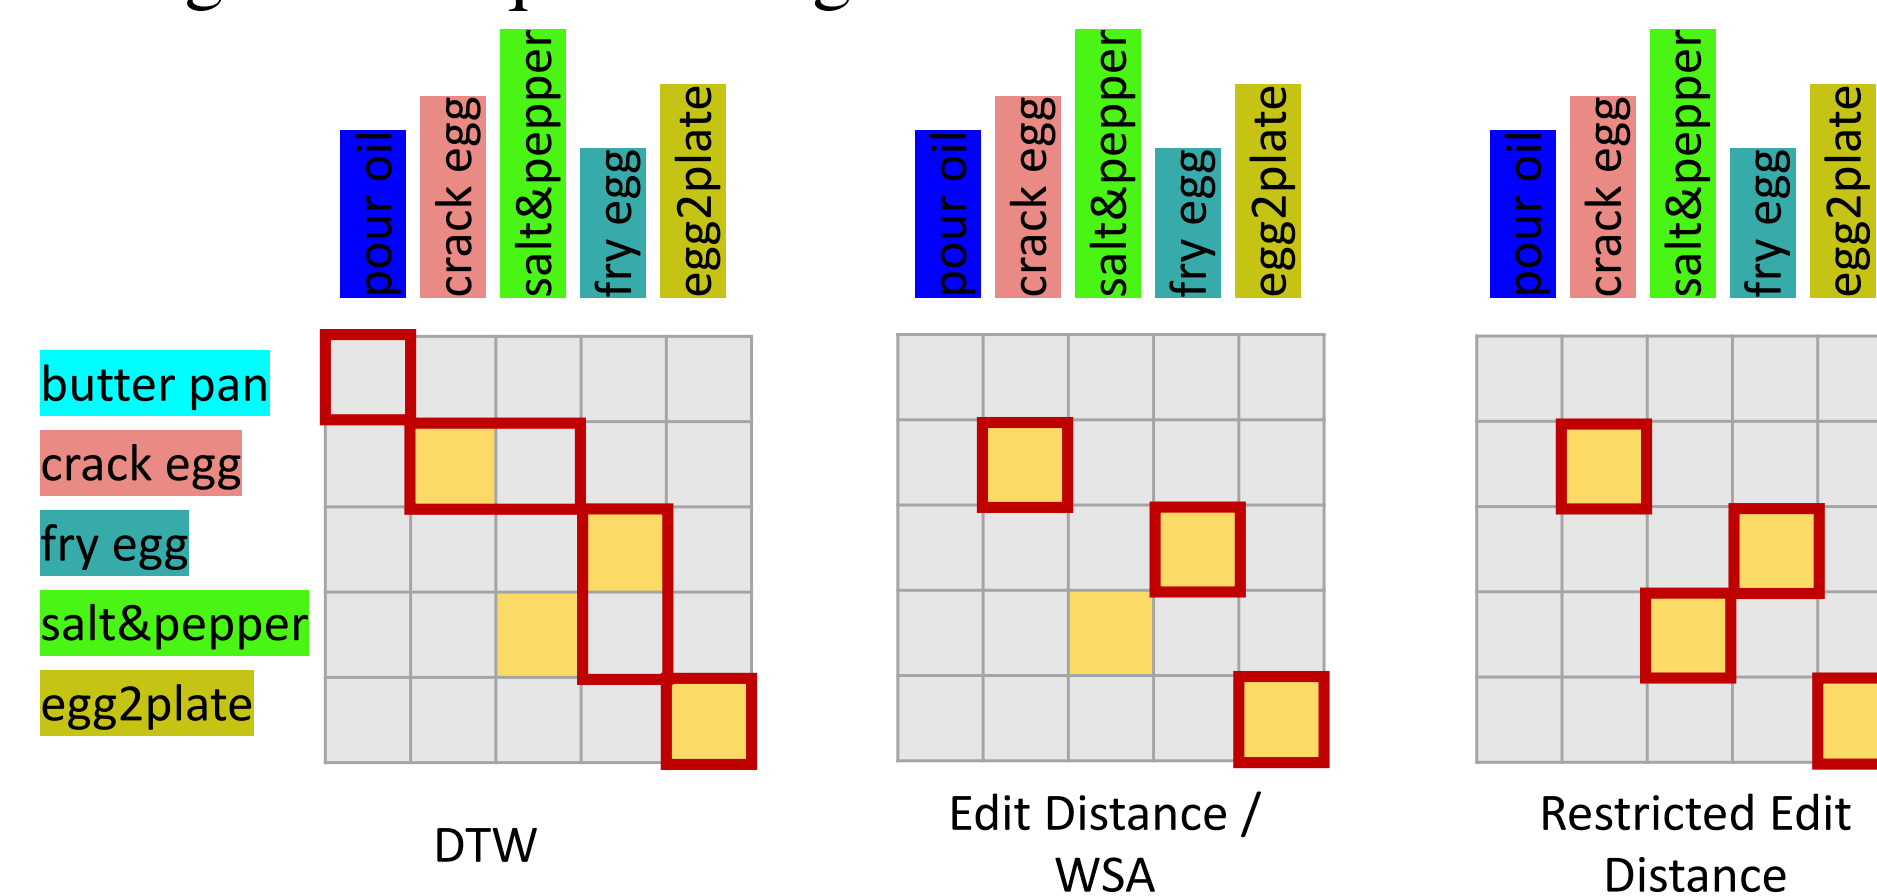 pour oil
crack egg
salt&pepper
fry egg
egg2plate
pour oil
crack egg
salt&pepper
fry egg
egg2plate
pour oil
crack egg
salt&pepper
fry egg
egg2plate
butter pan
crack egg
fry egg
salt&pepper
egg2plate
DTW
Edit Distance /
WSA
Restricted Edit
Distance